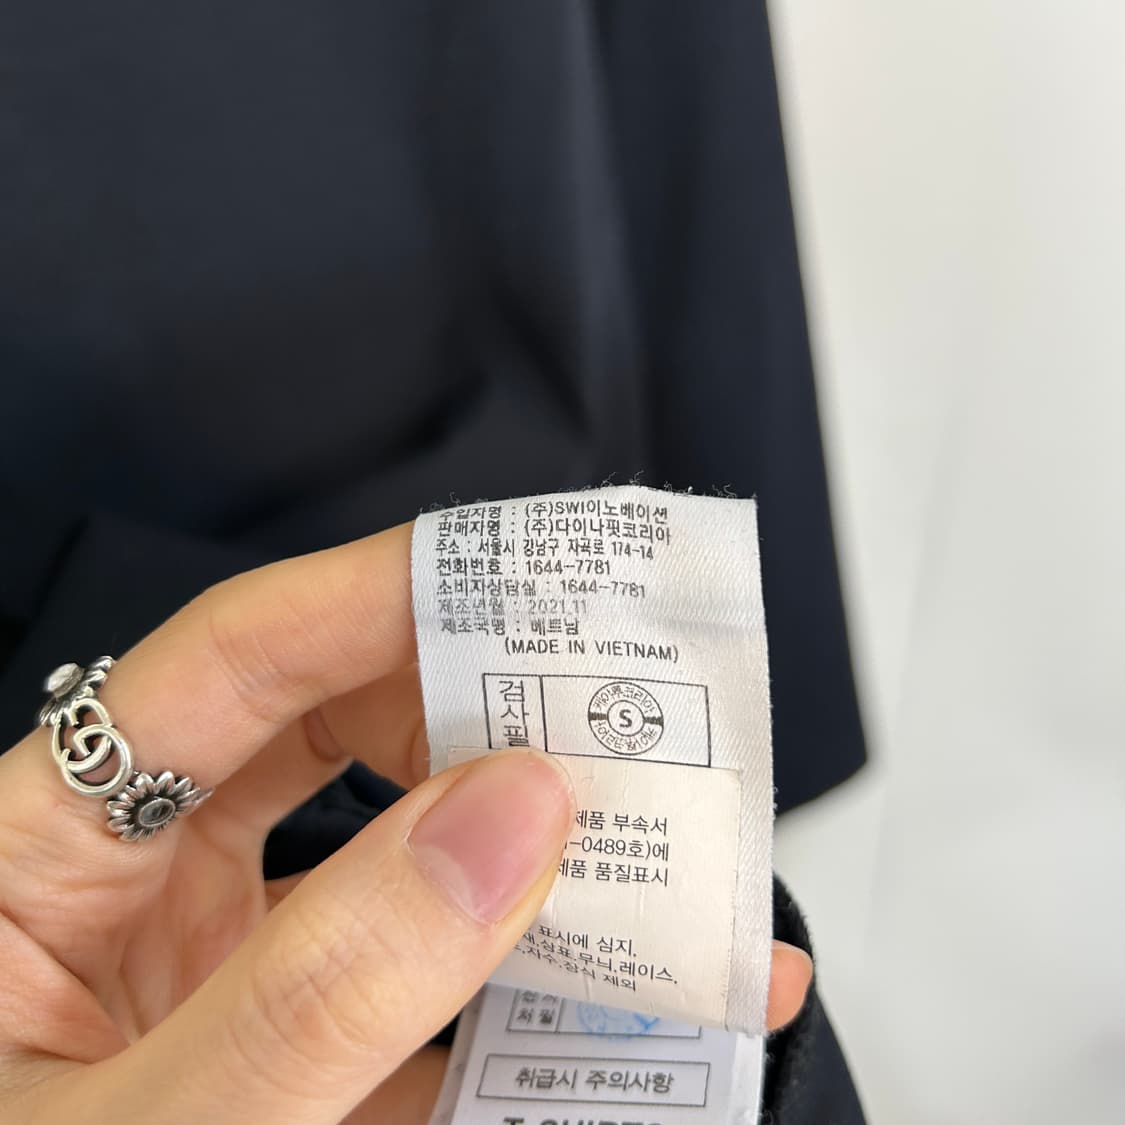 수입자명 : (주)SWI이노베이션
판매자명 : (주)다이나핏코리아
주소 : 서울시 강남구 자곡로 174-14
전화번호 : 1644-7781
소비자상담실 : 1644-7781
제조년월 : 2021.11
제조국명 : 베트남
(MADE IN VIETNAM)
검사필
S
제품 부속서
-0489호)에
제품 품질표시
표시에 심지,
상표.무늬.레이스.
지수.장식 제외
처필
취급시 주의사항